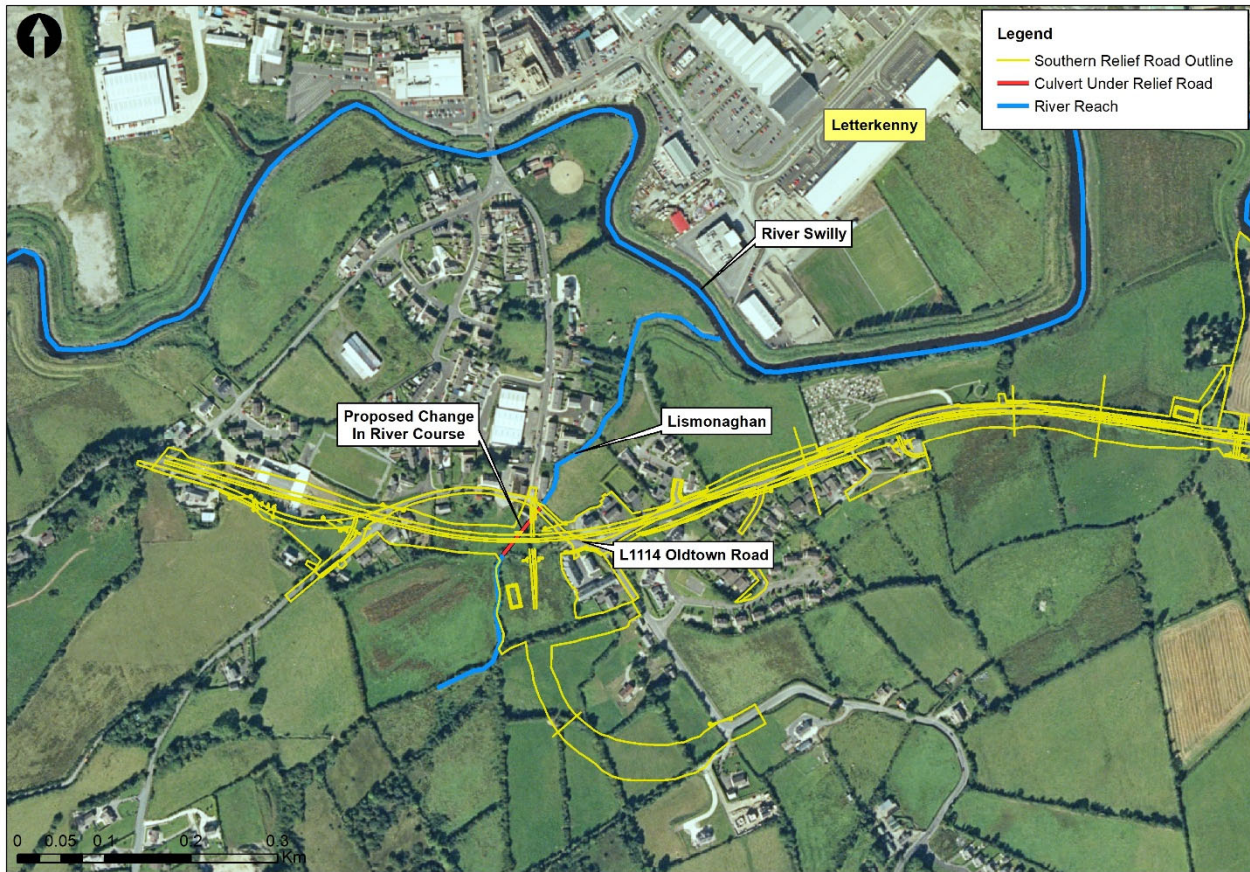 Legend
Southern Relief Road Outline
Culvert Under Relief Road
River Reach
Letterkenny
River Swilly
Proposed Change
In River Course
Lismonaghan
L1114 Oldtown Road
0 0.05 0.1 0.2 0.3
Km